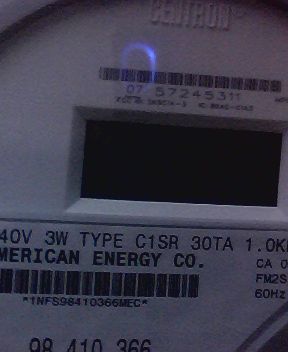 CENTRON
07 57245311
40V 3W TYPE C1SR 30TA 1.0K
MERICAN ENERGY CO.
CA 0
FM2S
60Hz
*1NFS98410366MEC*
98 410 366